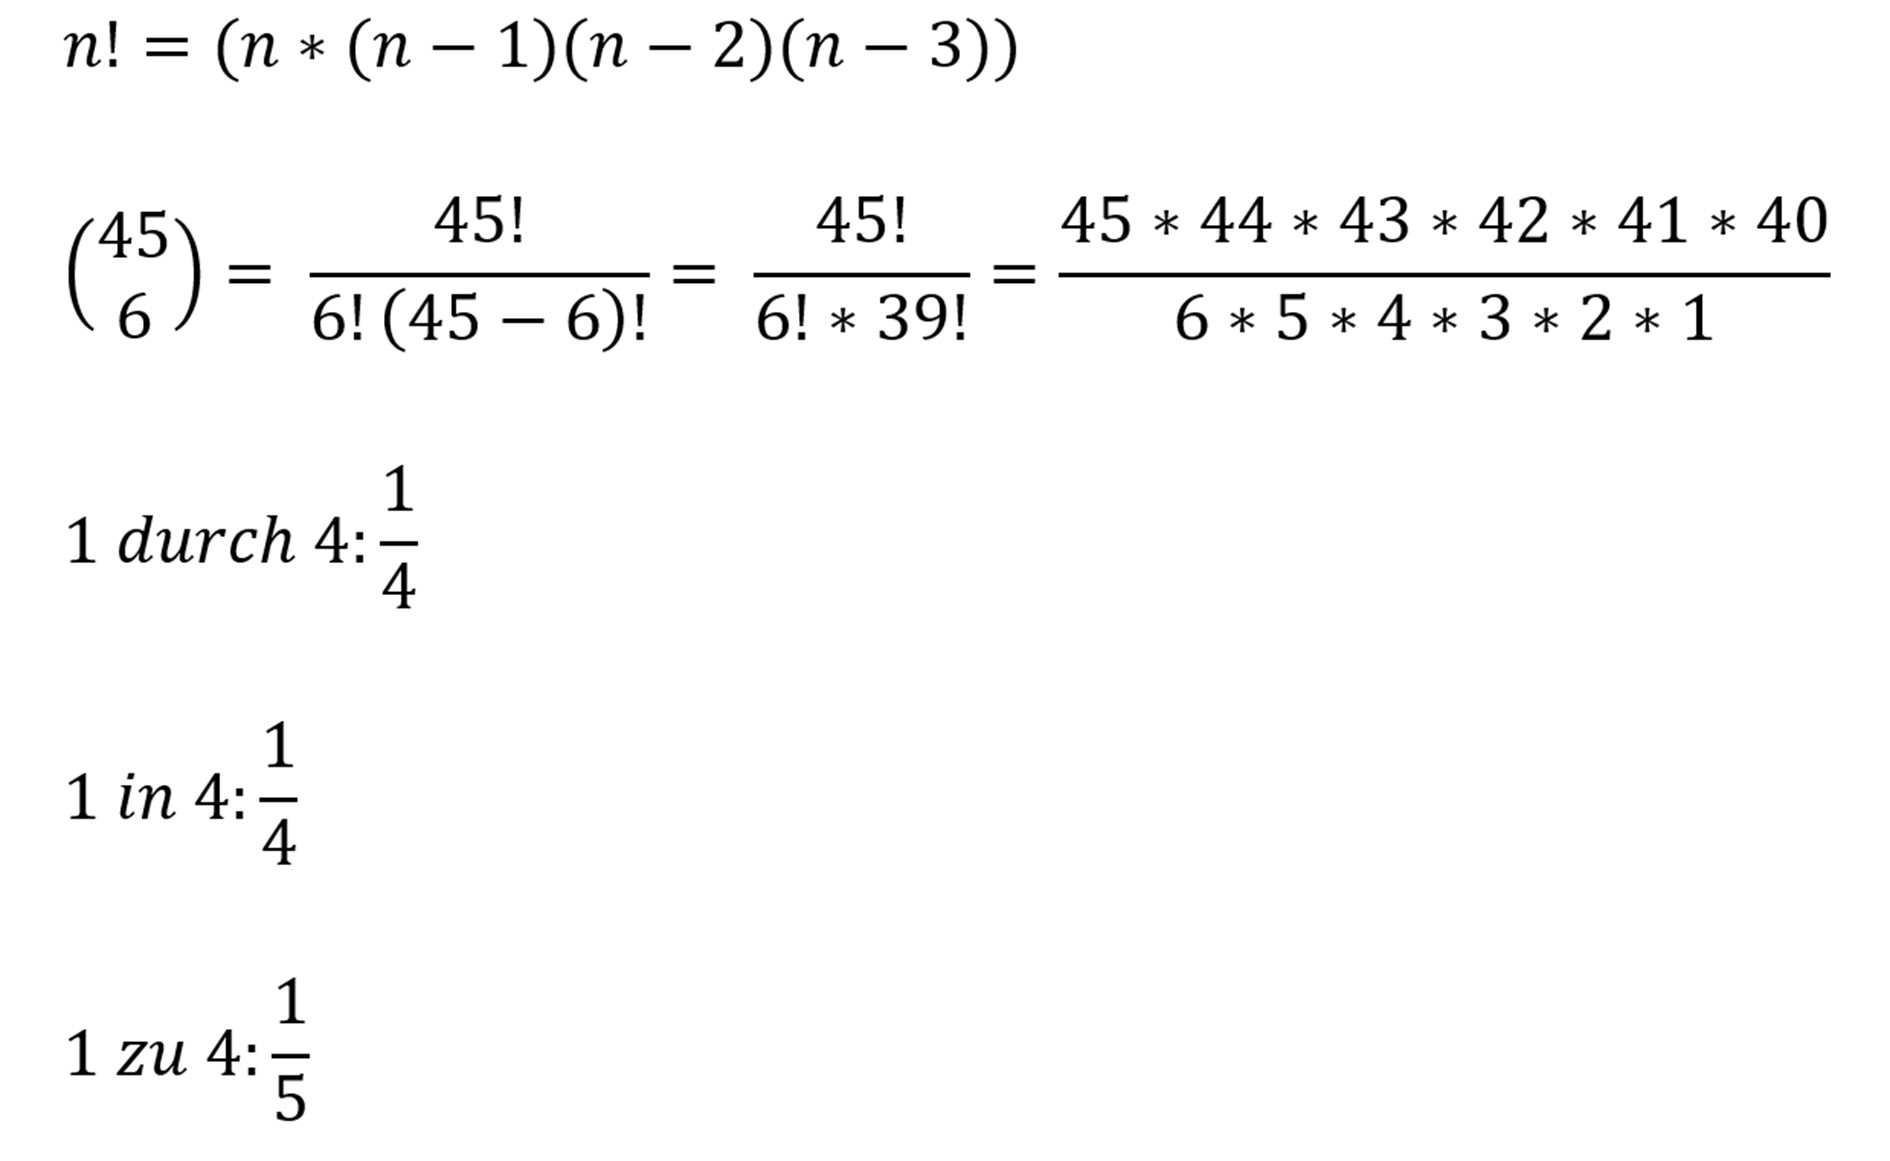 n! = (n * (n − 1)(n − 2)(n − 3))
(45 6) = 45! / 6! (45 − 6)! = 45! / 6! * 39! = 45 * 44 * 43 * 42 * 41 * 40 / 6 * 5 * 4 * 3 * 2 * 1
1 durch 4: 1/4
1 in 4: 1/4
1 zu 4: 1/5